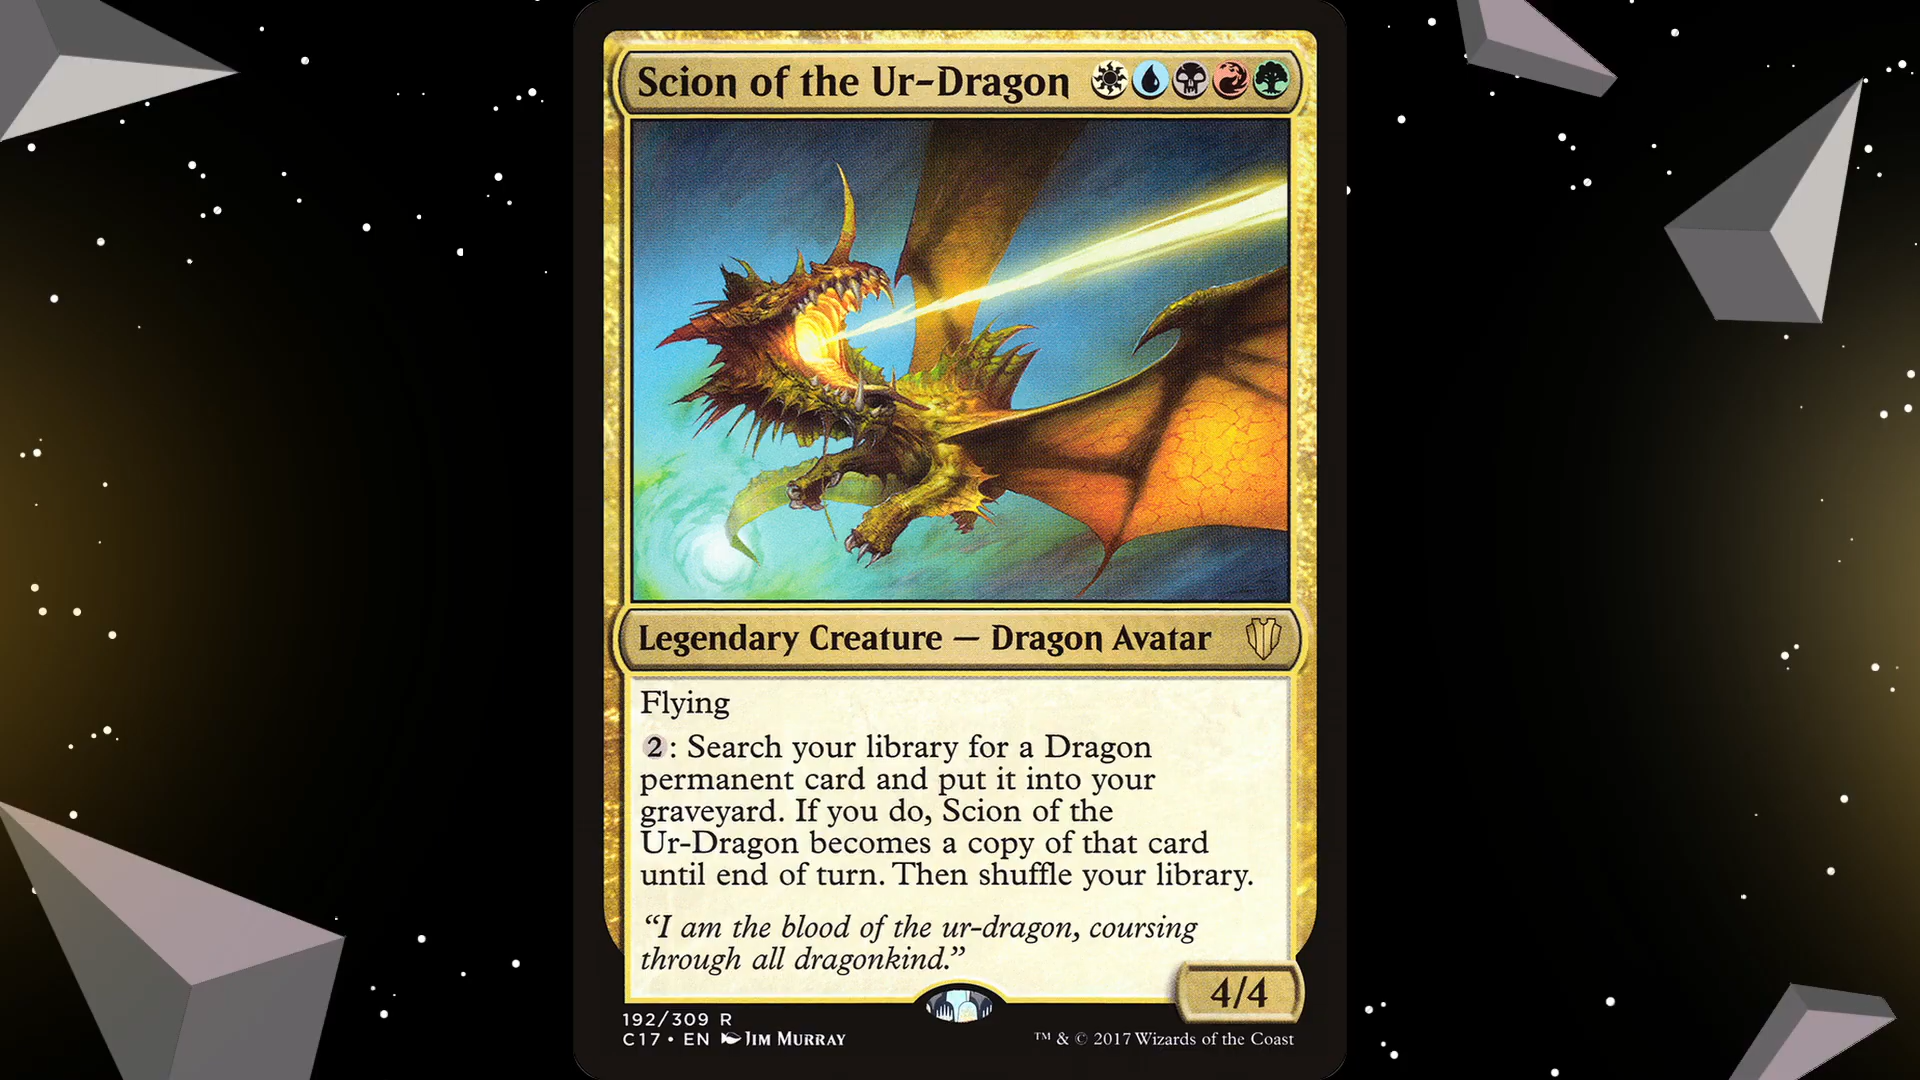 Scion of the Ur-Dragon
Legendary Creature — Dragon Avatar
Flying
2: Search your library for a Dragon
permanent card and put it into your
graveyard. If you do, Scion of the
Ur-Dragon becomes a copy of that card
until end of turn. Then shuffle your library.
“I am the blood of the ur-dragon, coursing
through all dragonkind.”
4/4
192/309 R
C17 • EN Jim Murray
™ & © 2017 Wizards of the Coast